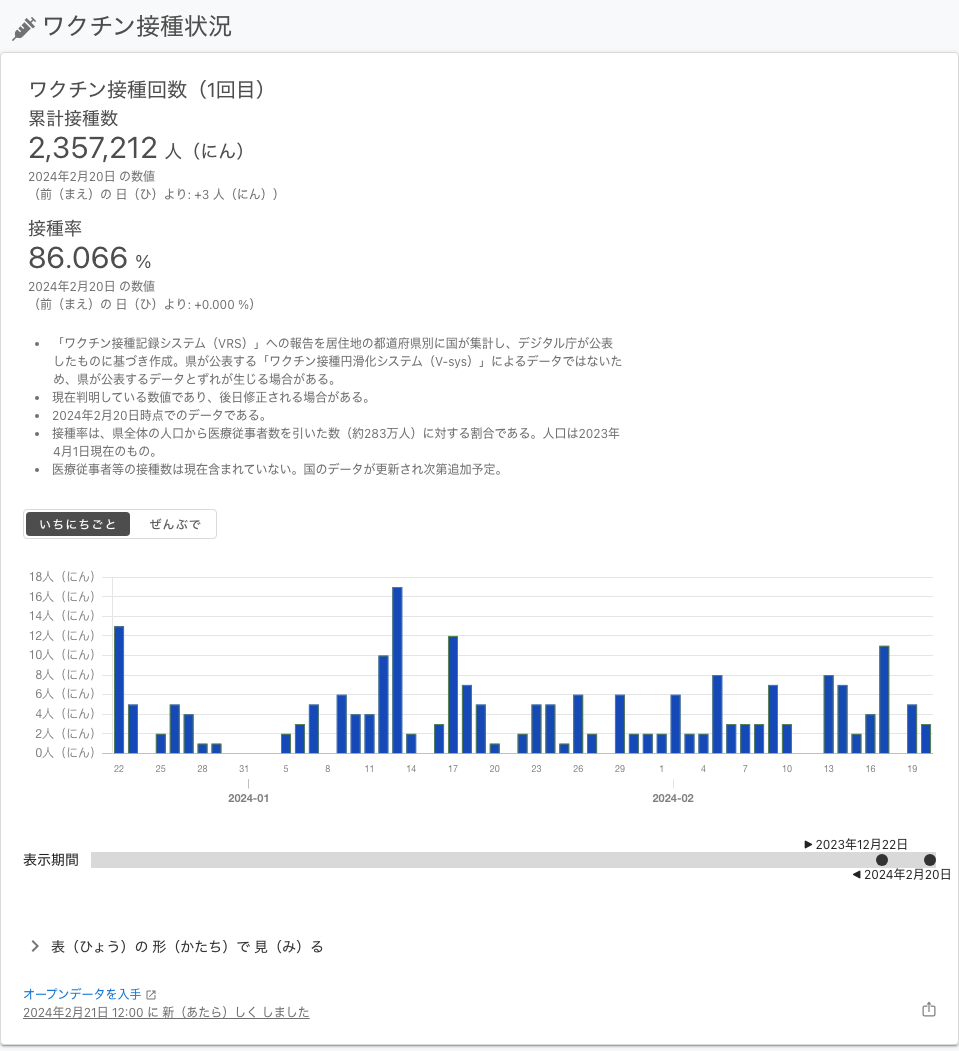 ワクチン接種状況
ワクチン接種回数（1回目）
累計接種数
2,357,212 人（にん）
2024年2月20日 の数値
（前（まえ）の 日（ひ）より: +3 人（にん））
接種率
86.066 %
2024年2月20日 の数値
（前（まえ）の 日（ひ）より: +0.000 %）
• 「ワクチン接種記録システム（VRS）」への報告を居住地の都道府県別に国が集計し、デジタル庁が公表
したものに基づき作成。県が公表する「ワクチン接種円滑化システム（V-sys）」によるデータではないた
め、県が公表するデータとずれが生じる場合がある。
• 現在判明している数値であり、後日修正される場合がある。
• 2024年2月20日時点でのデータである。
• 接種率は、県全体の人口から医療従事者数を引いた数（約283万人）に対する割合である。人口は2023年
4月1日現在のもの。
• 医療従事者等の接種数は現在含まれていない。国のデータが更新され次第追加予定。
いちにちごと ぜんぶで
18人（にん）
16人（にん）
14人（にん）
12人（にん）
10人（にん）
8人（にん）
6人（にん）
4人（にん）
2人（にん）
0人（にん）
22 25 28 31 5 8 11 14 17 20 23 26 29 1 4 7 10 13 16 19
2024-01 2024-02
▶ 2023年12月22日
表示期間
◀ 2024年2月20日
表（ひょう）の 形（かたち）で 見（み）る
オープンデータを入手
2024年2月21日 12:00 に 新（あたら）しく しました